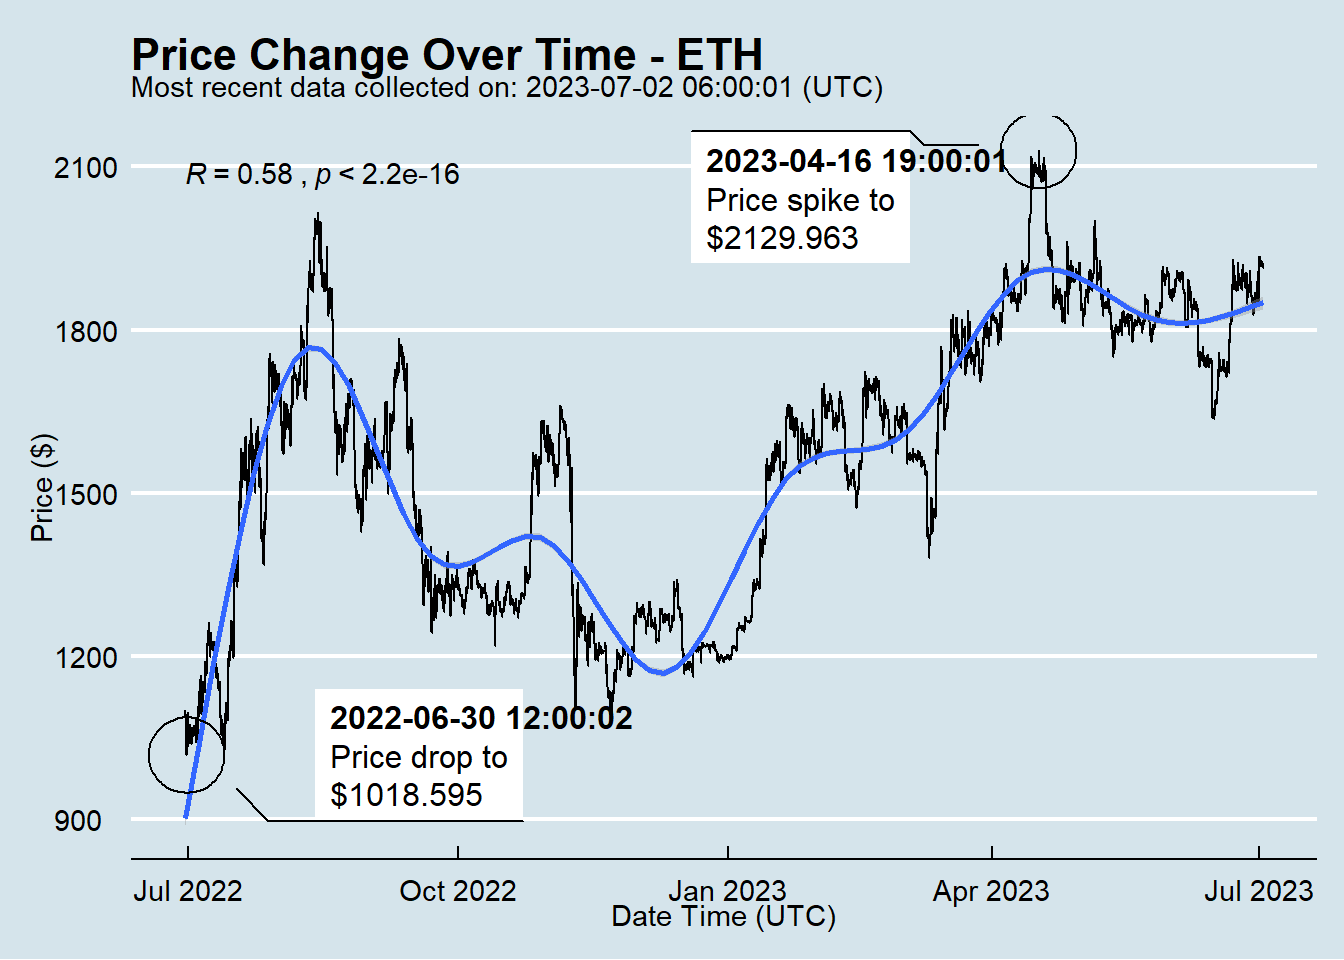 Price Change Over Time - ETH
Most recent data collected on: 2023-07-02 06:00:01 (UTC)
R = 0.58 , p < 2.2e-16
2023-04-16 19:00:01
Price spike to
$2129.963
2100
1800
1500
1200
900
Price ($)
2022-06-30 12:00:02
Price drop to
$1018.595
Jul 2022 Oct 2022 Jan 2023 Apr 2023 Jul 2023
Date Time (UTC)